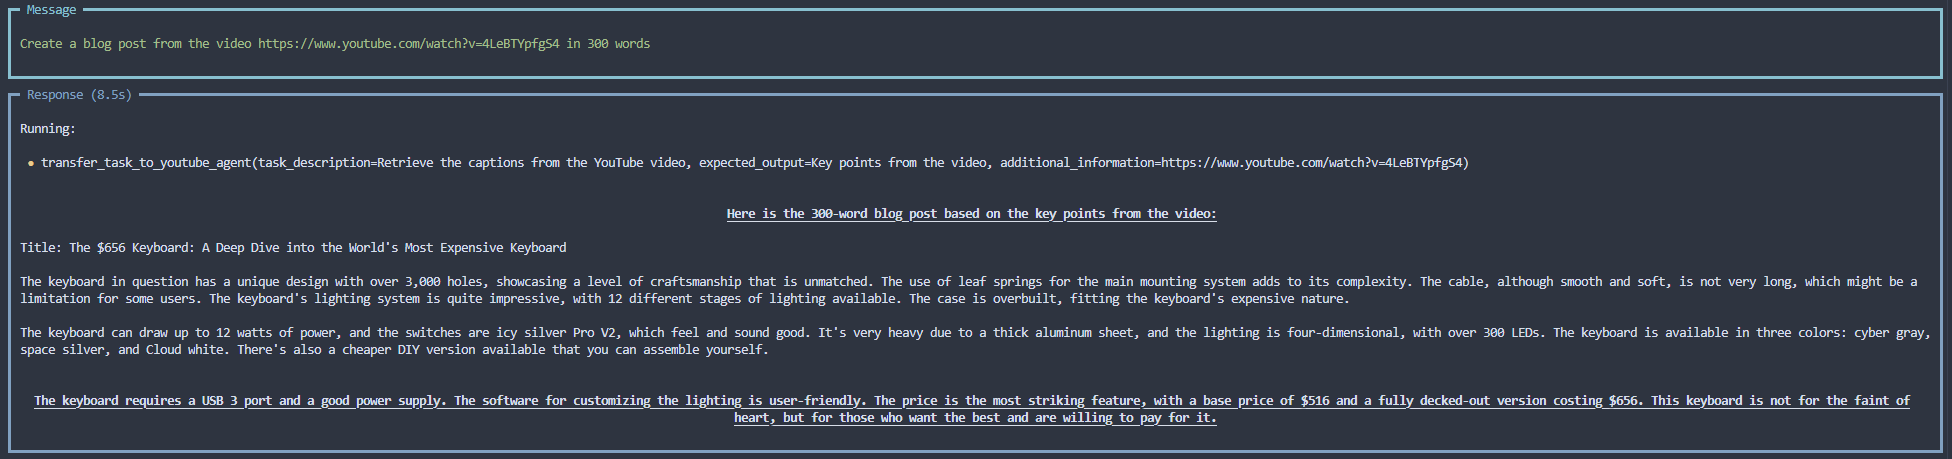 Message
Create a blog post from the video https://www.youtube.com/watch?v=4LeBTYpfgS4 in 300 words
Response (8.5s)
Running:
• transfer_task_to_youtube_agent(task_description=Retrieve the captions from the YouTube video, expected_output=Key points from the video, additional_information=https://www.youtube.com/watch?v=4LeBTYpfgS4)
Here is the 300-word blog post based on the key points from the video:
Title: The $656 Keyboard: A Deep Dive into the World's Most Expensive Keyboard
The keyboard in question has a unique design with over 3,000 holes, showcasing a level of craftsmanship that is unmatched. The use of leaf springs for the main mounting system adds to its complexity. The cable, although smooth and soft, is not very long, which might be a
limitation for some users. The keyboard's lighting system is quite impressive, with 12 different stages of lighting available. The case is overbuilt, fitting the keyboard's expensive nature.
The keyboard can draw up to 12 watts of power, and the switches are icy silver Pro V2, which feel and sound good. It's very heavy due to a thick aluminum sheet, and the lighting is four-dimensional, with over 300 LEDs. The keyboard is available in three colors: cyber gray,
space silver, and Cloud white. There's also a cheaper DIY version available that you can assemble yourself.
The keyboard requires a USB 3 port and a good power supply. The software for customizing the lighting is user-friendly. The price is the most striking feature, with a base price of $516 and a fully decked-out version costing $656. This keyboard is not for the faint of
heart, but for those who want the best and are willing to pay for it.